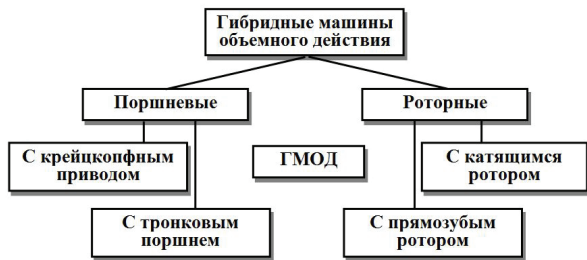 Гибридные машины
объемного действия
Поршневые
Роторные
С крейцкопфным
приводом
ГМОД
С катящимся
ротором
С тронковым
поршнем
С прямозубым
ротором